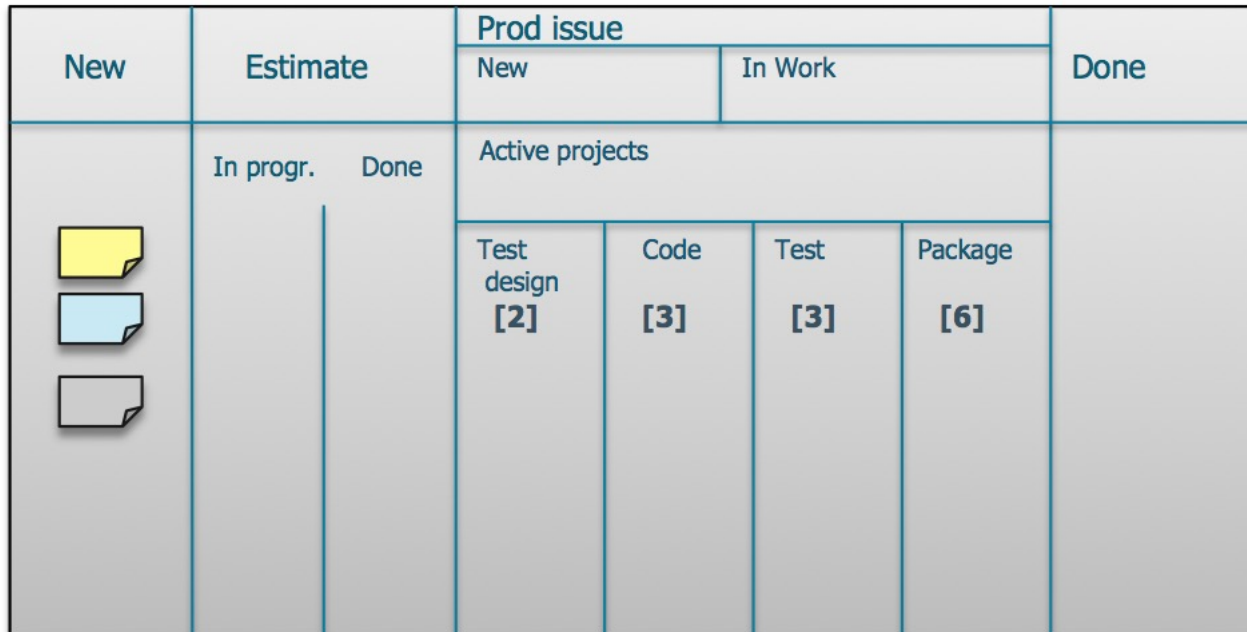 New
Estimate
Prod issue
New
In Work
Done
In progr.
Done
Active projects
Test
design
[2]
Code
[3]
Test
[3]
Package
[6]